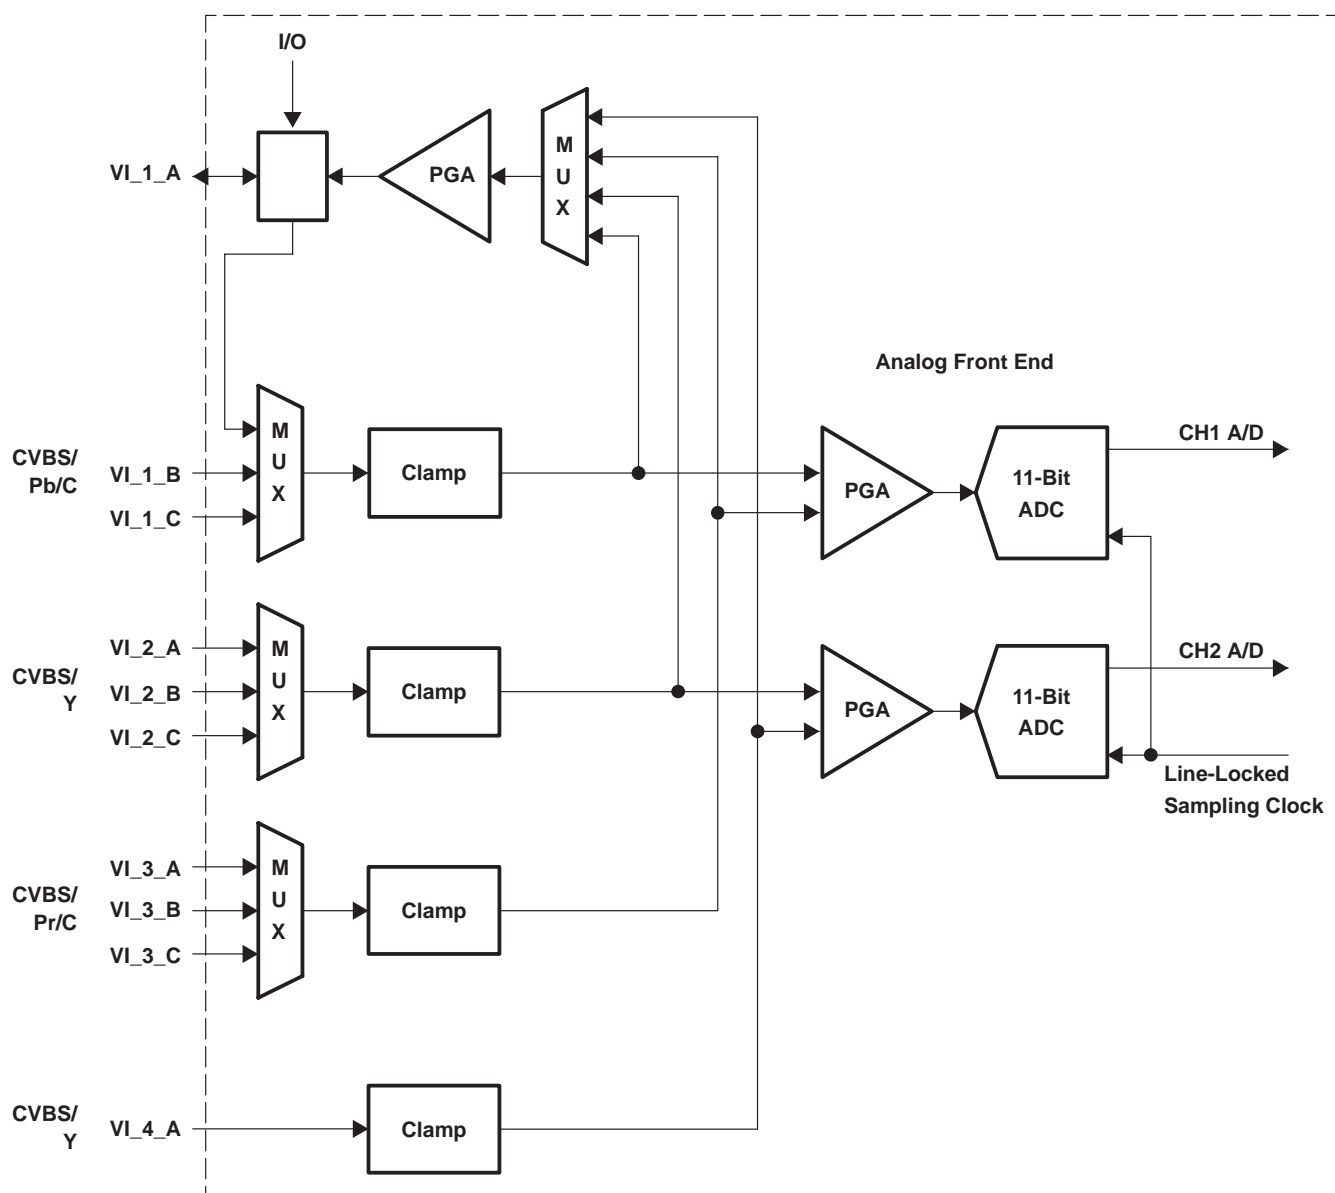 I/O
VI_1_A
PGA
M
U
X
Analog Front End
CVBS/
Pb/C
VI_1_B
VI_1_C
M
U
X
Clamp
PGA
11-Bit
ADC
CH1 A/D
CVBS/
Y
VI_2_A
VI_2_B
VI_2_C
M
U
X
Clamp
PGA
11-Bit
ADC
CH2 A/D
Line-Locked
Sampling Clock
CVBS/
Pr/C
VI_3_A
VI_3_B
VI_3_C
M
U
X
Clamp
CVBS/
Y
VI_4_A
Clamp